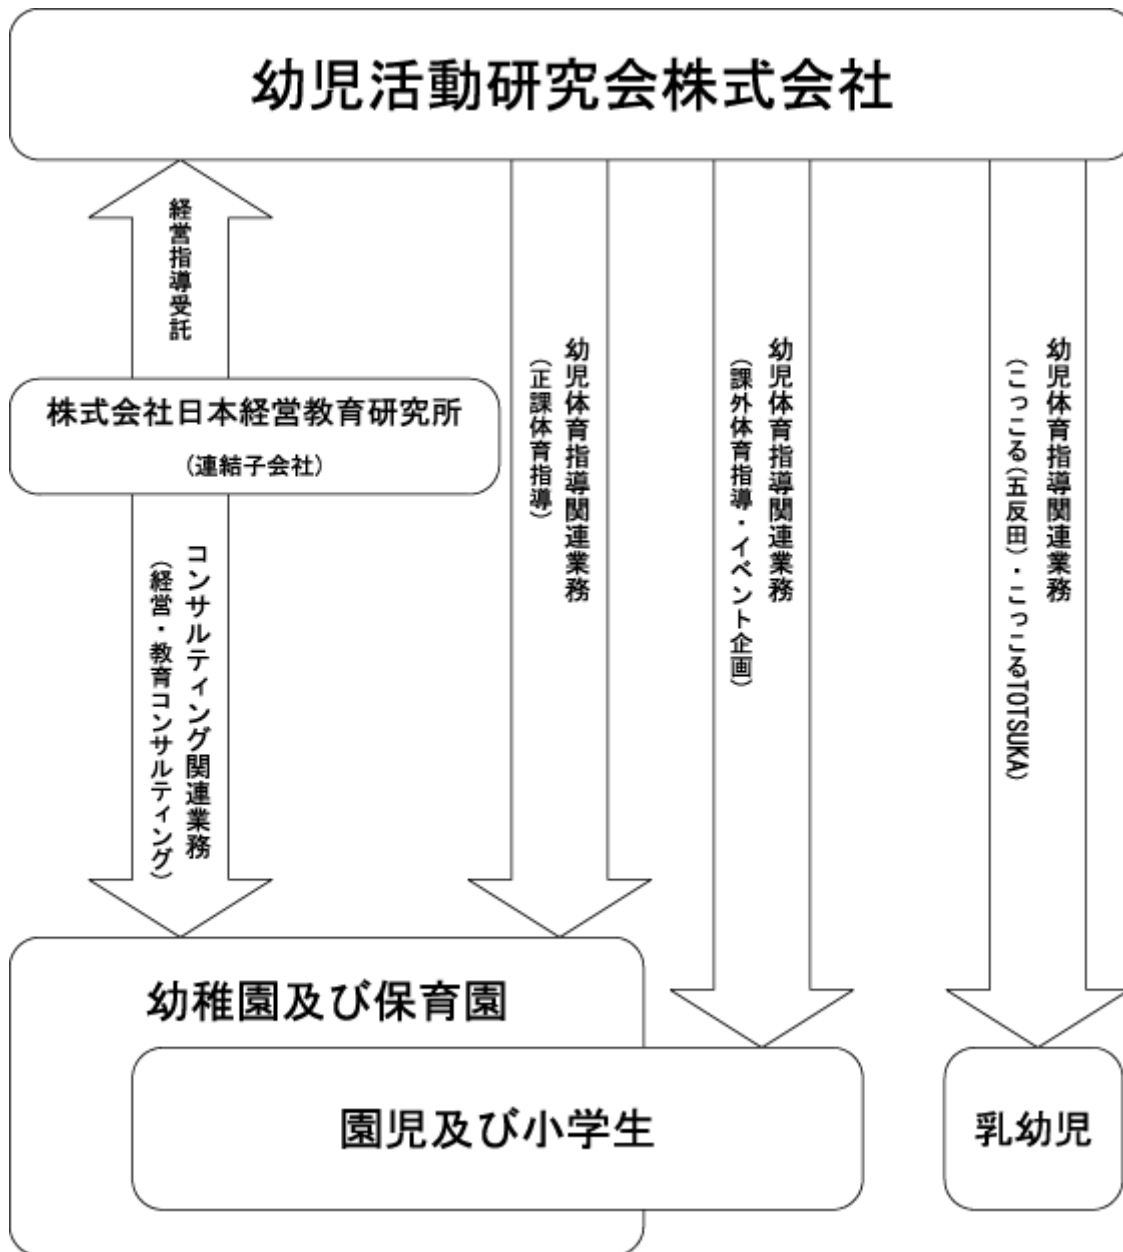 幼児活動研究会株式会社
経営指導受託
株式会社日本経営教育研究所
(連結子会社)
コンサルティング関連業務
(経営・教育コンサルティング)
幼児体育指導関連業務
(正課体育指導)
幼児体育指導関連業務
(課外体育指導・イベント企画)
幼児体育指導関連業務
(こっこる(五反田)・こっこるTOTSUKA)
幼稚園及び保育園
園児及び小学生
乳幼児